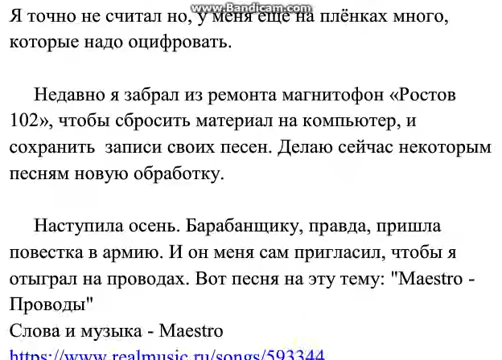 www.Bandicam.com
Я точно не считал но, у меня ещё на плёнках много,
которые надо оцифровать.
Недавно я забрал из ремонта магнитофон «Ростов
102», чтобы сбросить материал на компьютер, и
сохранить записи своих песен. Делаю сейчас некоторым
песням новую обработку.
Наступила осень. Барабанщику, правда, пришла
повестка в армию. И он меня сам пригласил, чтобы я
отыграл на проводах. Вот песня на эту тему: "Maestro -
Проводы"
Слова и музыка - Maestro
https://www.realmusic.ru/songs/593344